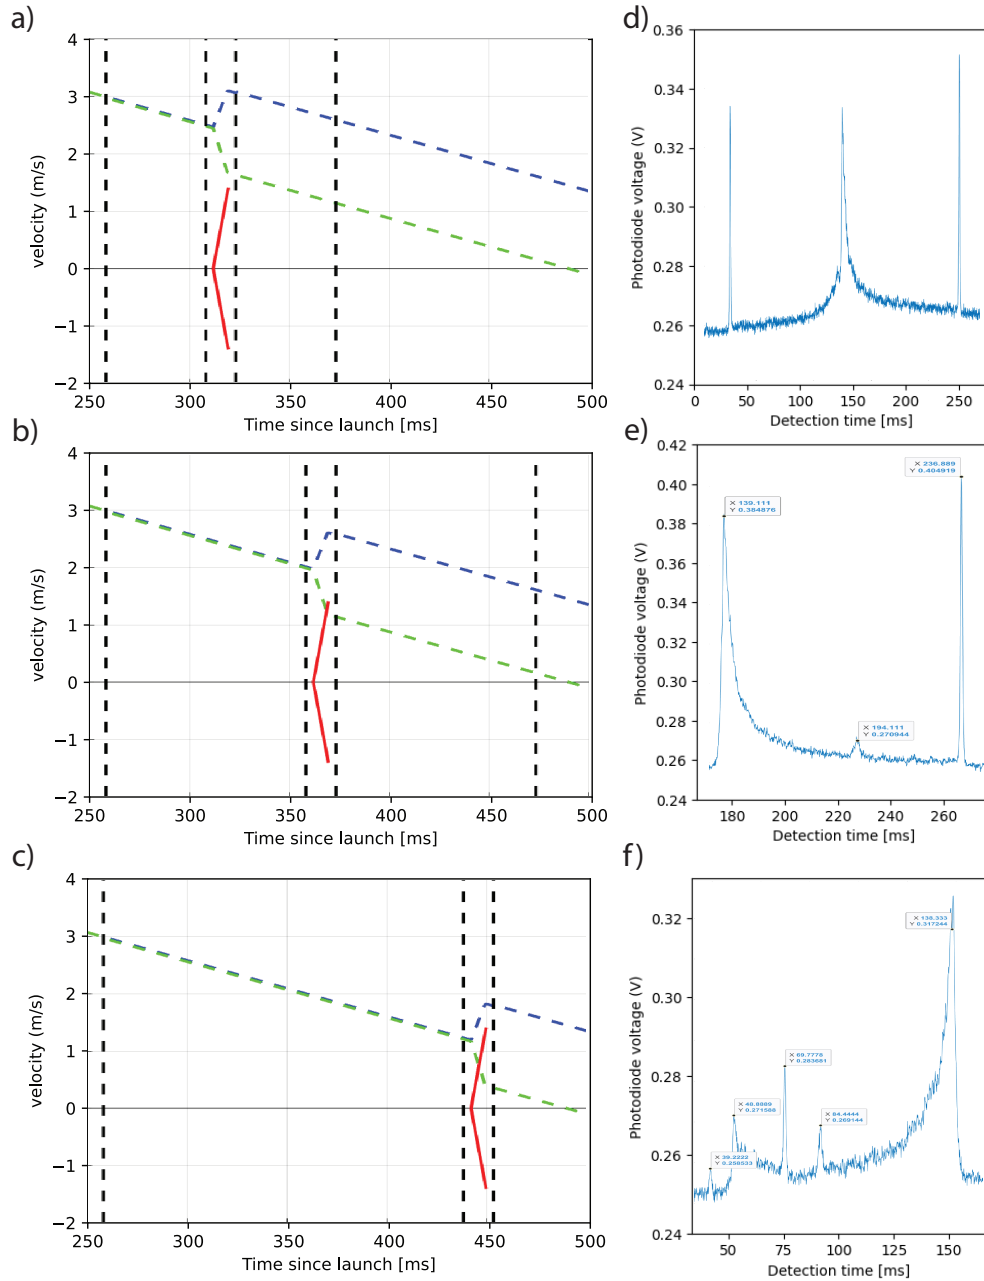 a)
4
3
2
1
0
−1
−2
velocity (m/s)
250
300
350
400
450
500
Time since launch [ms]
d)
0.36
0.34
0.32
0.30
0.28
0.26
0.24
Photodiode voltage (V)
0
50
100
150
200
250
Detection time [ms]
b)
4
3
2
1
0
−1
−2
velocity (m/s)
250
300
350
400
450
500
Time since launch [ms]
e)
0.42
0.40
0.38
0.36
0.34
0.32
0.30
0.28
0.26
0.24
Photodiode voltage (V)
X 139.111
Y 0.384876
X 236.889
Y 0.404919
X 194.111
Y 0.270944
180
200
220
240
260
Detection time [ms]
c)
4
3
2
1
0
−1
−2
velocity (m/s)
250
300
350
400
450
500
Time since launch [ms]
f)
0.32
0.30
0.28
0.26
0.24
Photodiode voltage (V)
X 138.333
Y 0.317244
X 69.7778
Y 0.283681
X 48.8889
Y 0.271588
X 84.4444
Y 0.269144
X 39.2222
Y 0.258533
50
75
100
125
150
Detection time [ms]